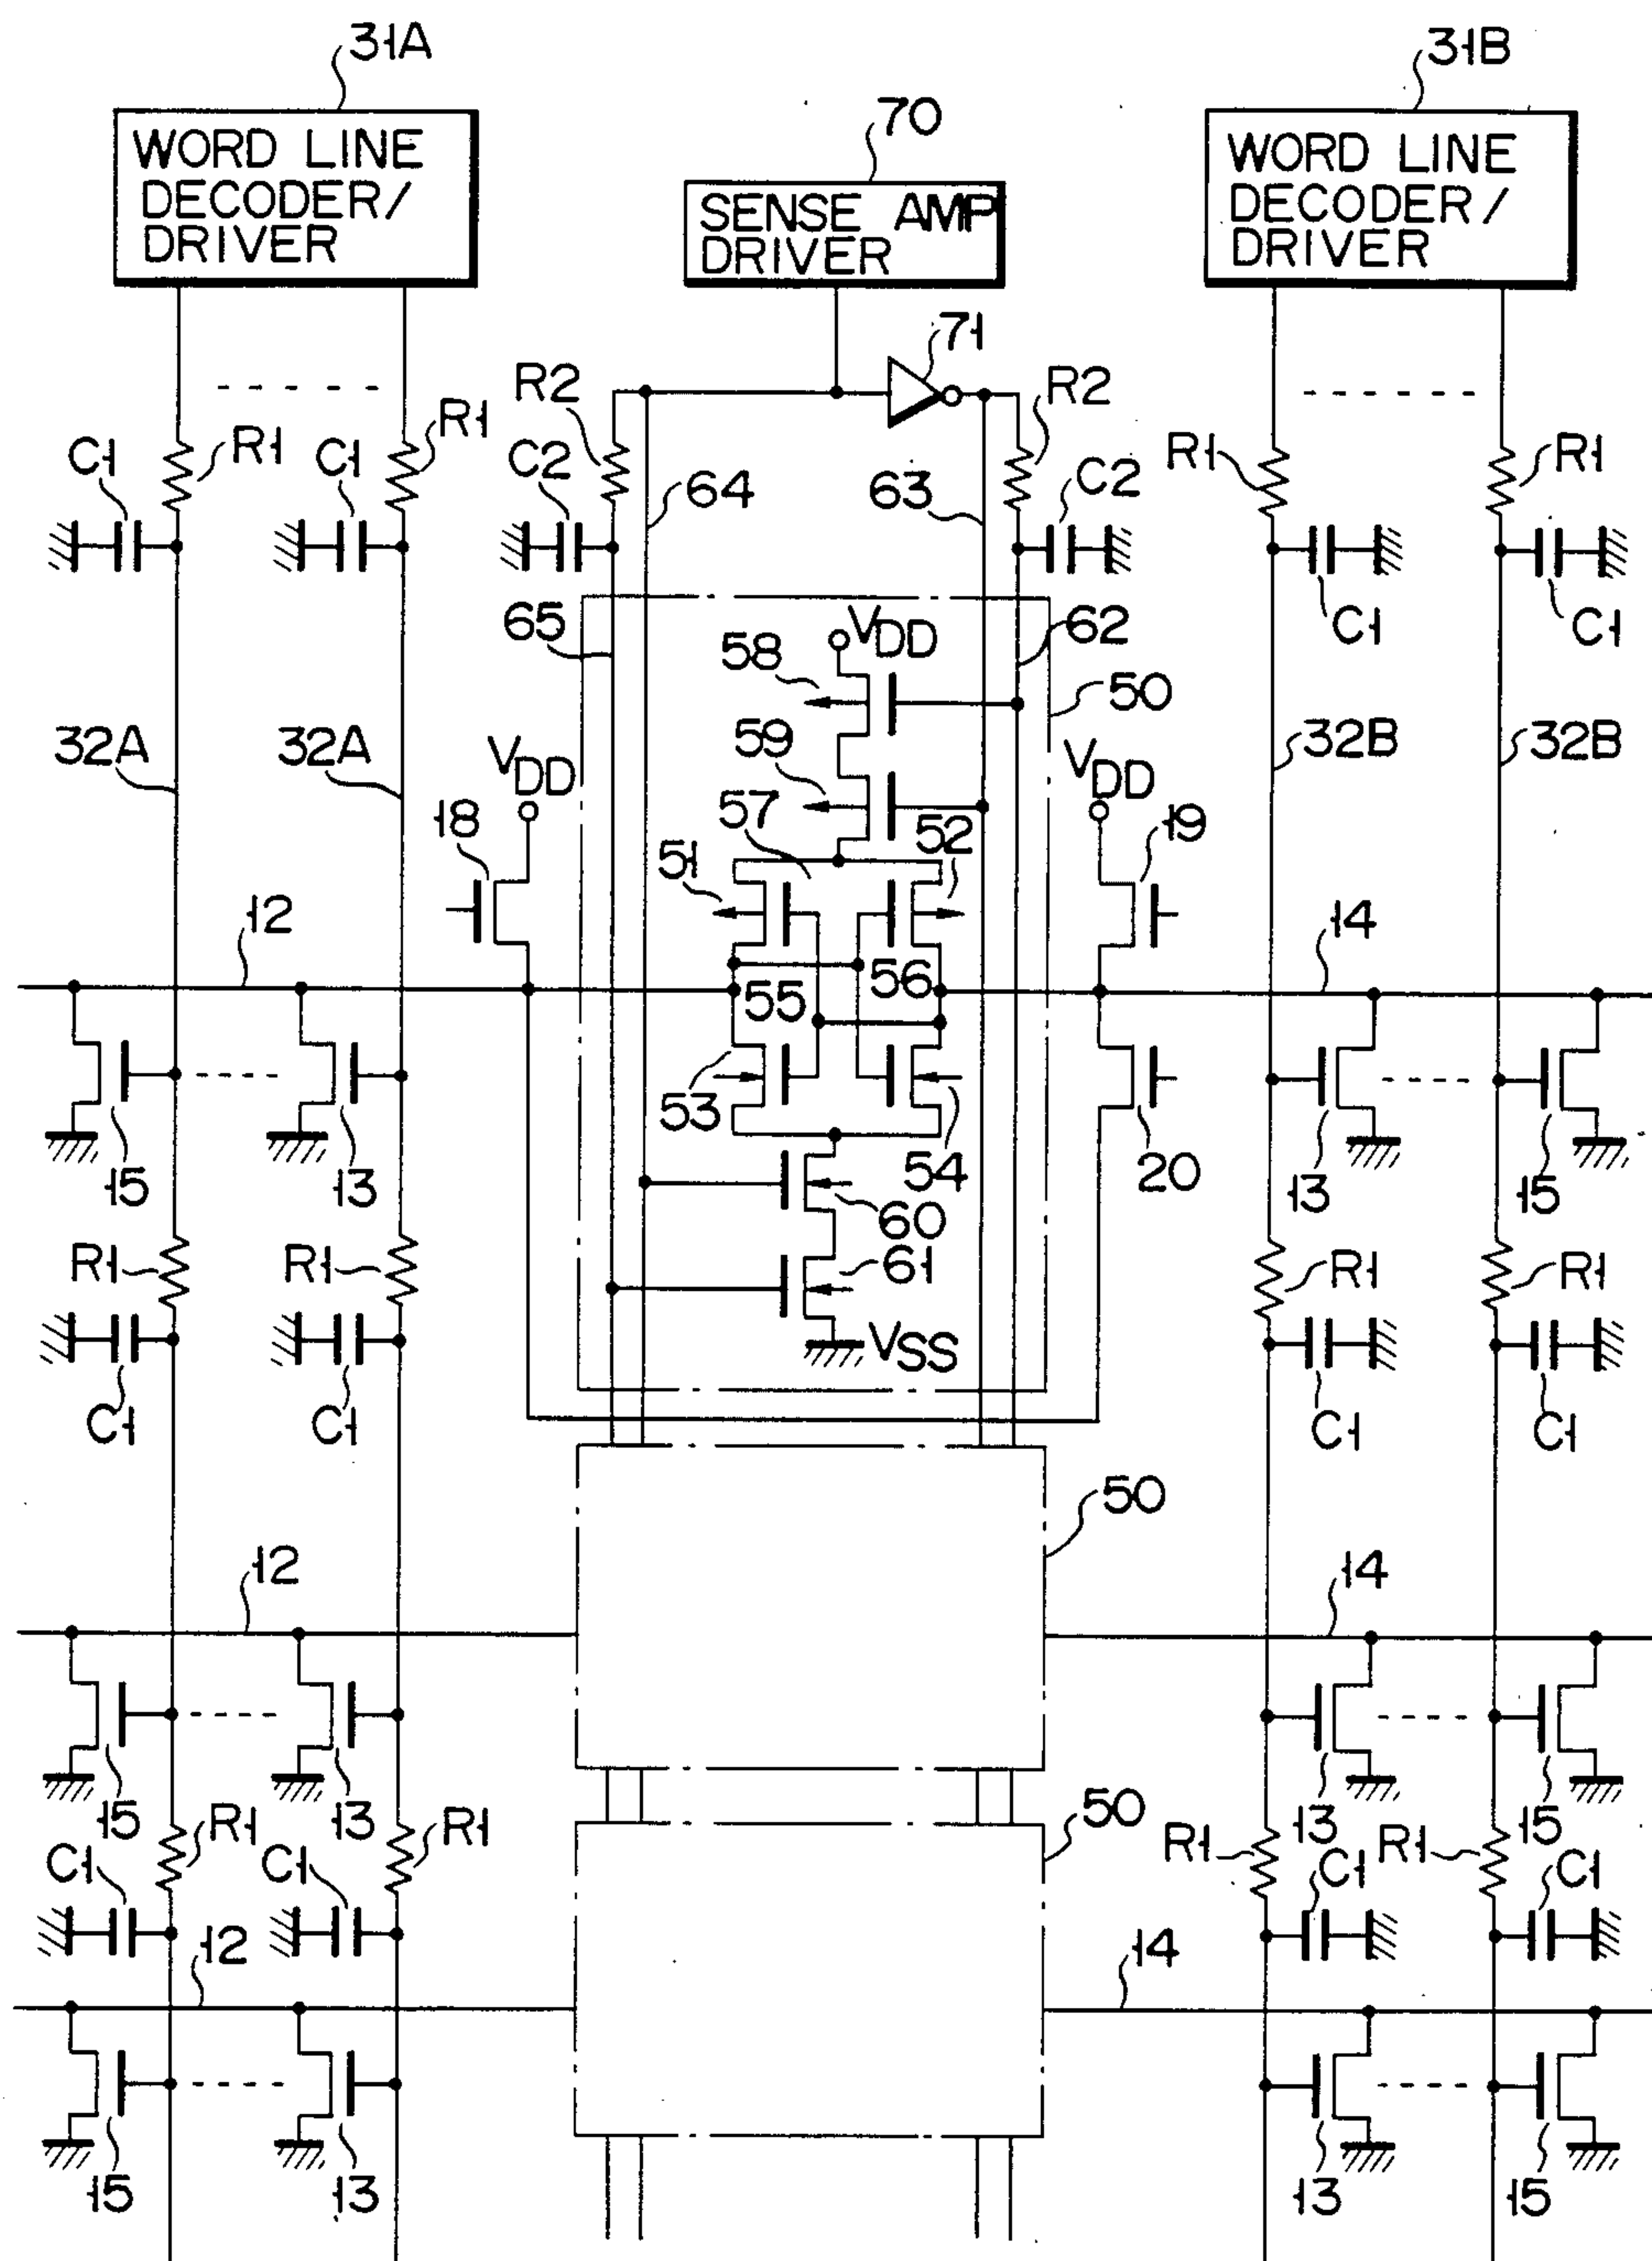 31A
31B
70
WORD LINE
DECODER/
DRIVER
SENSE AMP
DRIVER
WORD LINE
DECODER/
DRIVER
71
R2
R2
R1
R1
C1
C1
C2
64
63
C2
R1
R1
65
VDD
62
C1
C1
58
50
32A
32A
59
32B
32B
VDD
VDD
18
57
52
19
51
12
14
55
56
53
54
15
13
20
13
15
60
61
R1
R1
R1
R1
VSS
C1
C1
C1
C1
50
12
14
15
13
R1
R1
50
13
15
R1
R1
C1
C1
C1
C1
12
14
15
13
13
15